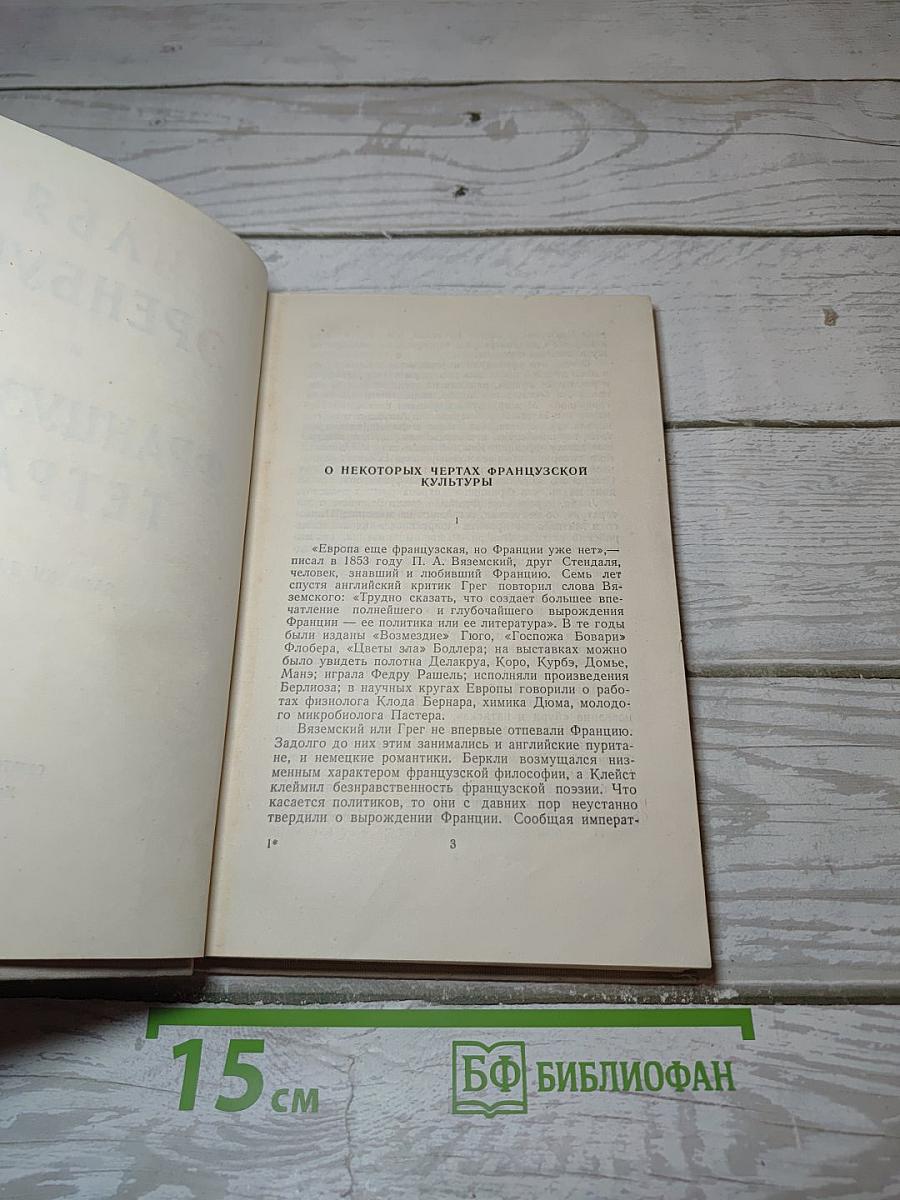 О НЕКОТОРЫХ ЧЕРТАХ ФРАНЦУЗСКОЙ
КУЛЬТУРЫ
1
«Европа еще французская, но Франции уже нет»,—
писал в 1853 году П. А. Вяземский, друг Стендаля,
человек, знавший и любивший Францию. Семь лет
спустя английский критик Грег повторил слова Вя-
земского: «Трудно сказать, что создает большее впе-
чатление полнейшего и глубочайшего вырождения
Франции — ее политика или ее литература». В те годы
были изданы «Возмездие» Гюго, «Госпожа Бовари»
Флобера, «Цветы зла» Бодлера; на выставках можно
было увидеть полотна Делакруа, Коро, Курбэ, Домье,
Манэ; играла Федру Рашель; исполняли произведения
Берлиоза; в научных кругах Европы говорили о рабо-
тах физиолога Клода Бернара, химика Дюма, молодо-
го микробиолога Пастера.
Вяземский или Грег не впервые отпевали Францию.
Задолго до них этим занимались и английские пурита-
не, и немецкие романтики. Беркли возмущался низ-
менным характером французской философии, а Клейст
клеймил безнравственность французской поэзии. Что
касается политиков, то они с давних пор неустанно
твердили о вырождении Франции. Сообщая императ-
1*
3
15 см
БФ БИБЛИОФАН